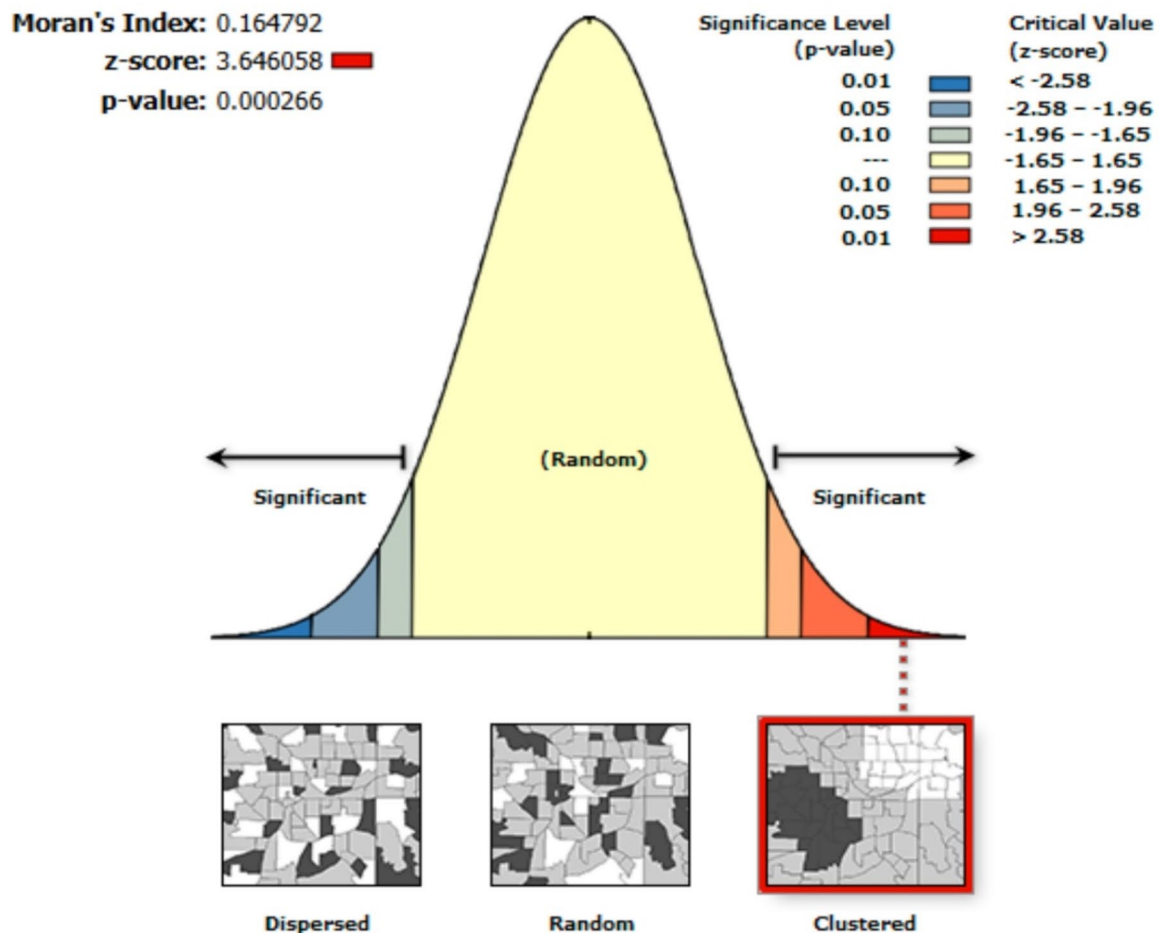 Moran's Index: 0.164792
z-score: 3.646058
p-value: 0.000266
Significance Level
(p-value)
Critical Value
(z-score)
0.01 < -2.58
0.05 -2.58 – -1.96
0.10 -1.96 – -1.65
--- -1.65 – 1.65
0.10 1.65 – 1.96
0.05 1.96 – 2.58
0.01 > 2.58
(Random)
Significant
Significant
Dispersed
Random
Clustered